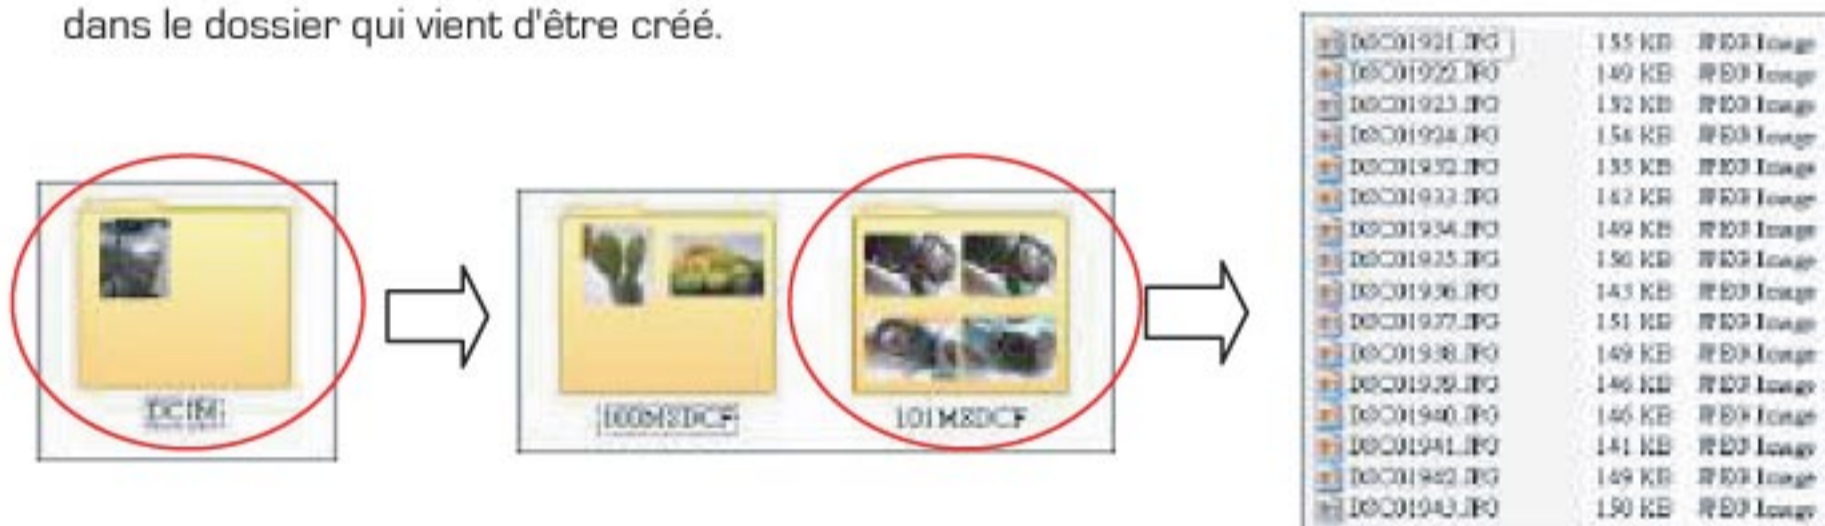 dans le dossier qui vient d'être créé.
DCIM
100MSDCF
101MSDCF
DSC01921.JPG 155 KB JPEG Image
DSC01922.JPG 149 KB JPEG Image
DSC01923.JPG 152 KB JPEG Image
DSC01924.JPG 154 KB JPEG Image
DSC01932.JPG 155 KB JPEG Image
DSC01933.JPG 143 KB JPEG Image
DSC01934.JPG 149 KB JPEG Image
DSC01935.JPG 150 KB JPEG Image
DSC01936.JPG 143 KB JPEG Image
DSC01937.JPG 151 KB JPEG Image
DSC01938.JPG 149 KB JPEG Image
DSC01939.JPG 146 KB JPEG Image
DSC01940.JPG 146 KB JPEG Image
DSC01941.JPG 141 KB JPEG Image
DSC01942.JPG 149 KB JPEG Image
DSC01943.JPG 150 KB JPEG Image